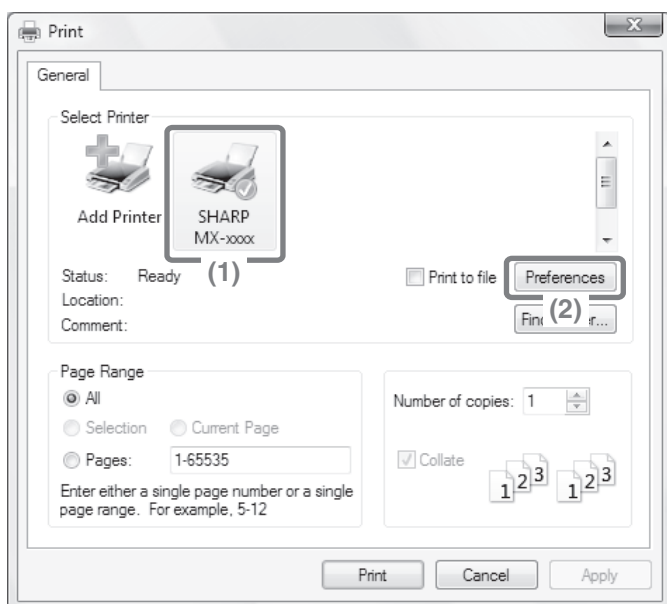 Print
General
Select Printer
Add Printer
SHARP
MX-xxxx
(1)
Status: Ready
Location:
Comment:
Print to file
Preferences
(2)
Page Range
All
Selection
Current Page
Pages: 1-65535
Enter either a single page number or a single
page range. For example, 5-12
Number of copies: 1
Collate
1 2 3 1 2 3
Print
Cancel
Apply